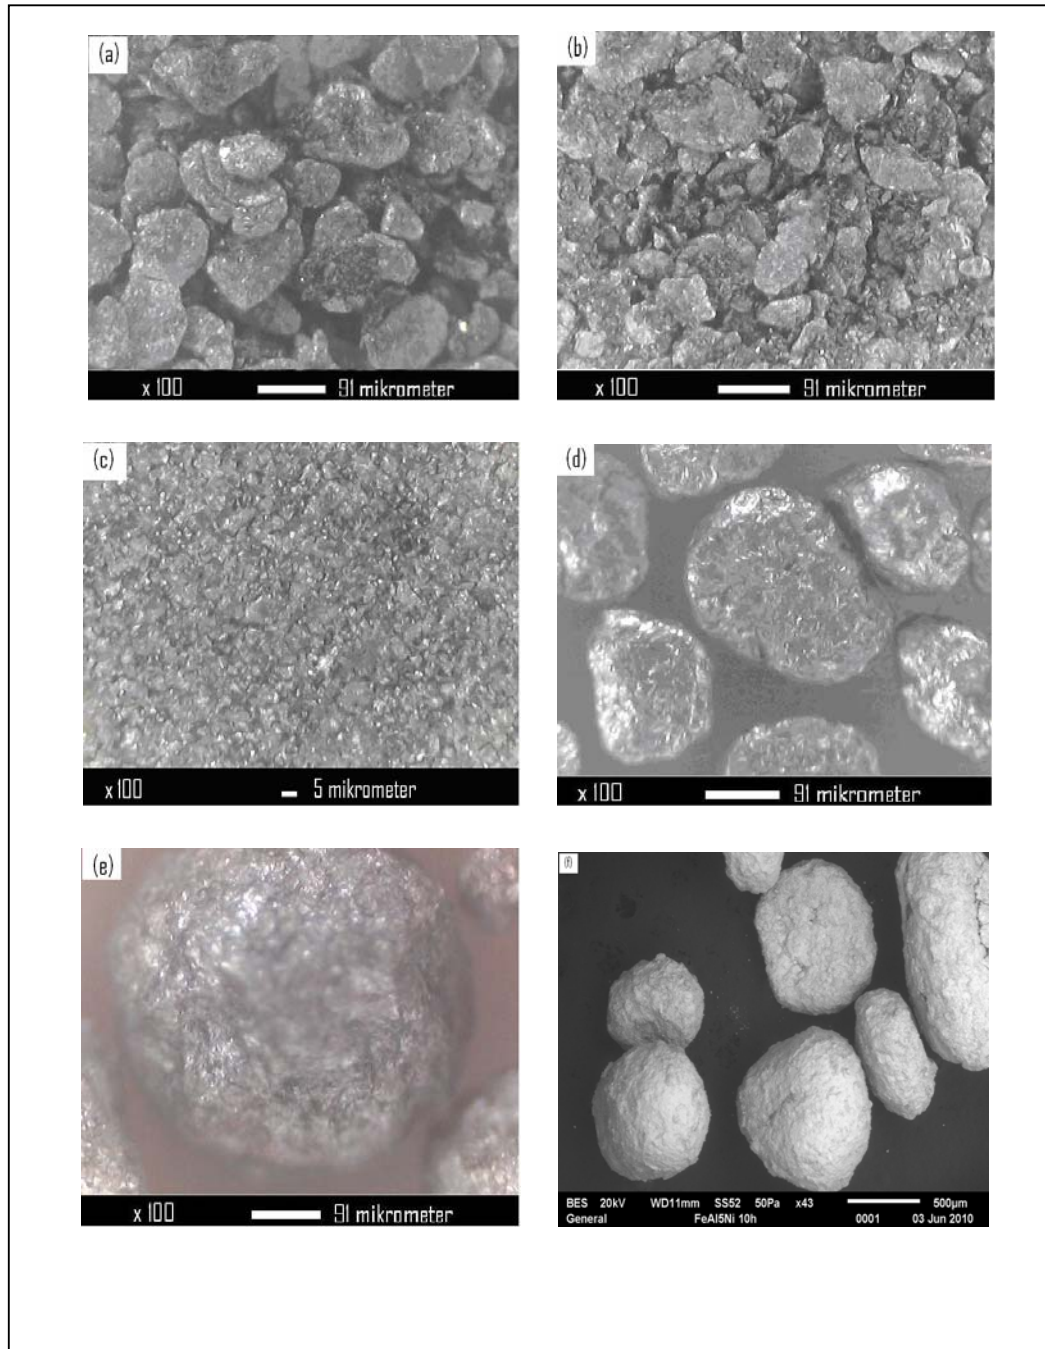 (a)
x 100 91 mikrometer
(b)
x 100 91 mikrometer
(c)
x 100 5 mikrometer
(d)
x 100 91 mikrometer
(e)
x 100 91 mikrometer
(f)
BES 20kV WD11mm SS52 50Pa x43 500µm
General FeAl5Ni 10h 0001 03 Jun 2010